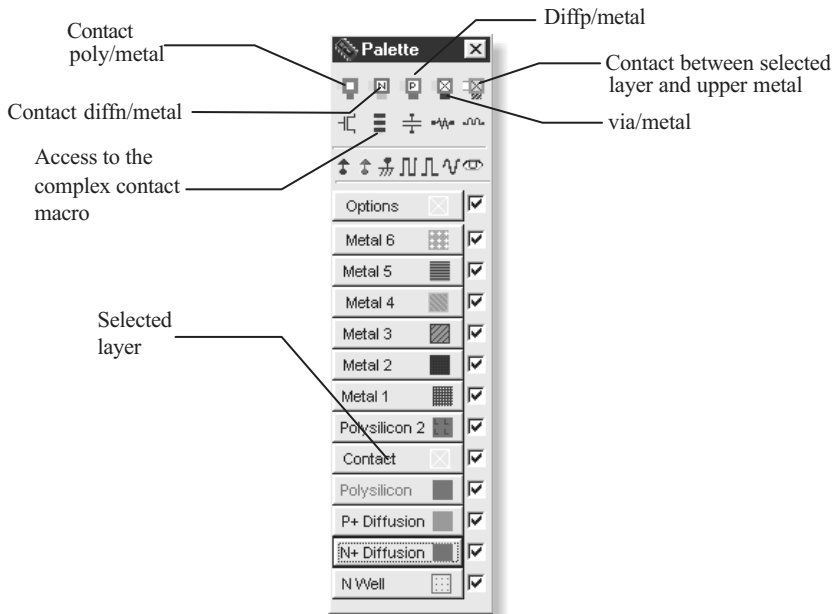 Diffp/metal
Contact
poly/metal
Palette
Contact between selected
layer and upper metal
N
P
Contact diffn/metal
via/metal
Access to the
complex contact
macro
Options
Metal 6
Metal 5
Metal 4
Selected
layer
Metal 3
Metal 2
Metal 1
Polysilicon 2
Contact
Polysilicon
P+ Diffusion
N+ Diffusion
N Well